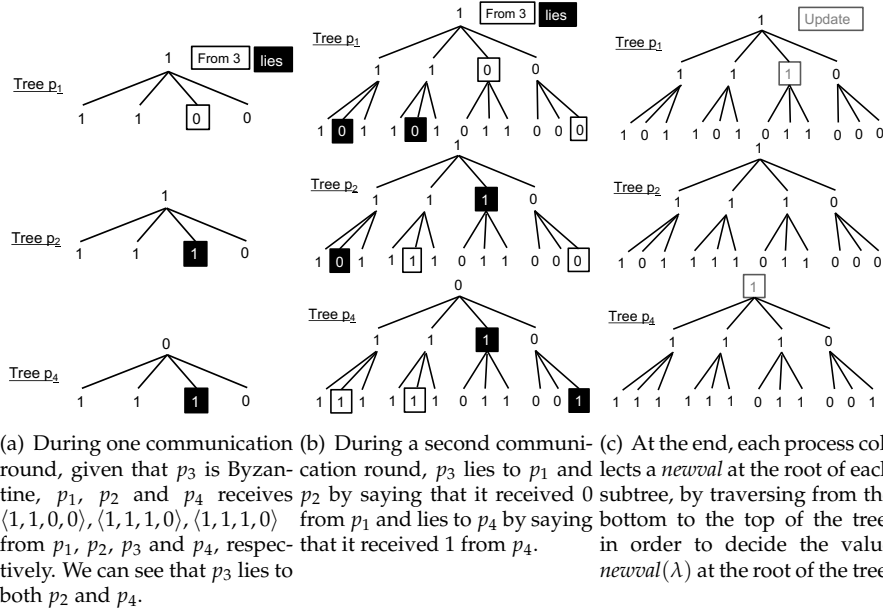 1 From 3 lies
Tree p₁
1 1 0 0
1
Tree p₂
1 1 1 0
0
Tree p₄
1 1 1 0
(a) During one communication
round, given that p₃ is Byzan-
tine, p₁, p₂ and p₄ receives
⟨1,1,0,0⟩,⟨1,1,1,0⟩,⟨1,1,1,0⟩
from p₁, p₂, p₃ and p₄, respec-
tively. We can see that p₃ lies to
both p₂ and p₄.
1 From 3 lies
Tree p₁
1 1 0 0
1 0 1 1 0 1 0 1 1 0 0 0
1
Tree p₂
1 1 1 0
1 0 1 1 1 1 0 1 1 0 0 0
0
Tree p₄
1 1 1 0
1 1 1 1 1 1 0 1 1 0 0 1
(b) During a second communi-
cation round, p₃ lies to p₁ and
p₂ by saying that it received 0
from p₁ and lies to p₄ by saying
that it received 1 from p₄.
1 Update
Tree p₁
1 1 1 0
1 0 1 1 0 1 0 1 1 0 0 0
1
Tree p₂
1 1 1 0
1 0 1 1 1 1 0 1 1 0 0 0
1
Tree p₄
1 1 1 0
1 1 1 1 1 1 0 1 1 0 0 1
(c) At the end, each process col
lects a newval at the root of each
subtree, by traversing from th
bottom to the top of the tree
in order to decide the valu
newval(λ) at the root of the tree